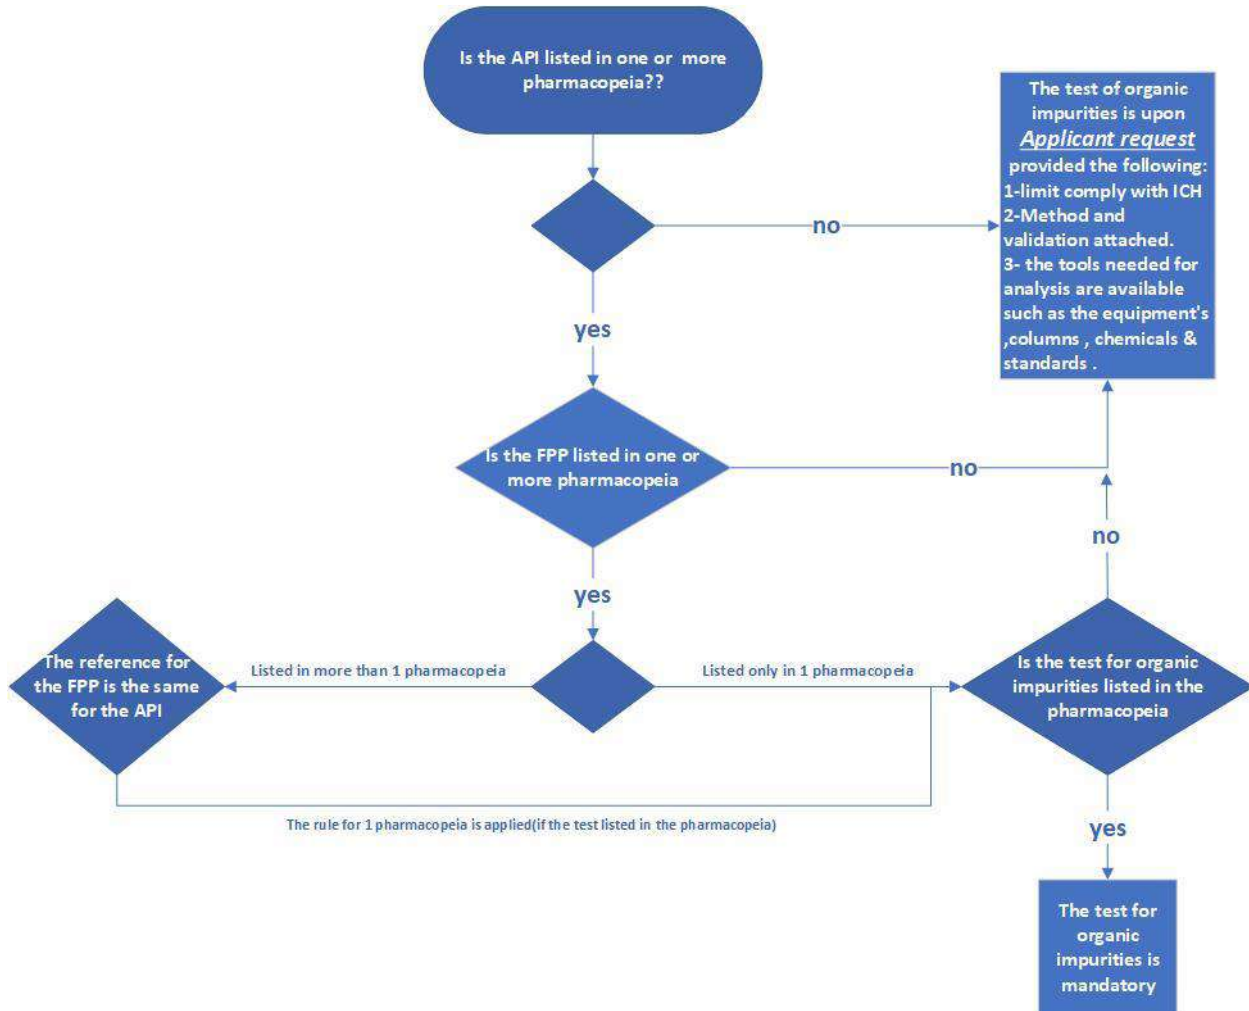 Is the API listed in one or more
pharmacopeia??
The test of organic
impurities is upon
Applicant request
provided the following:
1-limit comply with ICH
2-Method and
validation attached.
3- the tools needed for
analysis are available
such as the equipment's
,columns , chemicals &
standards .
no
yes
Is the FPP listed in one or
more pharmacopeia
no
no
yes
The reference for
the FPP is the same
for the API
Listed in more than 1 pharmacopeia
Listed only in 1 pharmacopeia
Is the test for organic
impurities listed in the
pharmacopeia
The rule for 1 pharmacopeia is applied(if the test listed in the pharmacopeia)
yes
The test for
organic
impurities is
mandatory